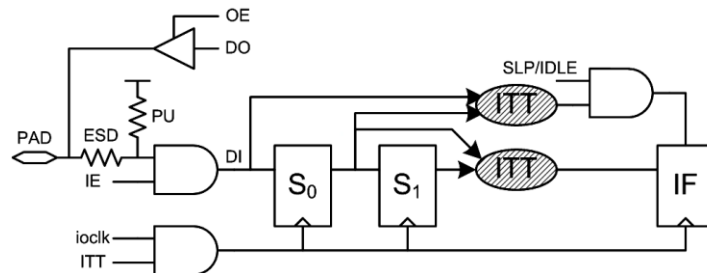 OE
DO
SLP/IDLE
ITT
PU
PAD
ESD
DI
IE
S0
S1
ITT
IF
ioclk
ITT